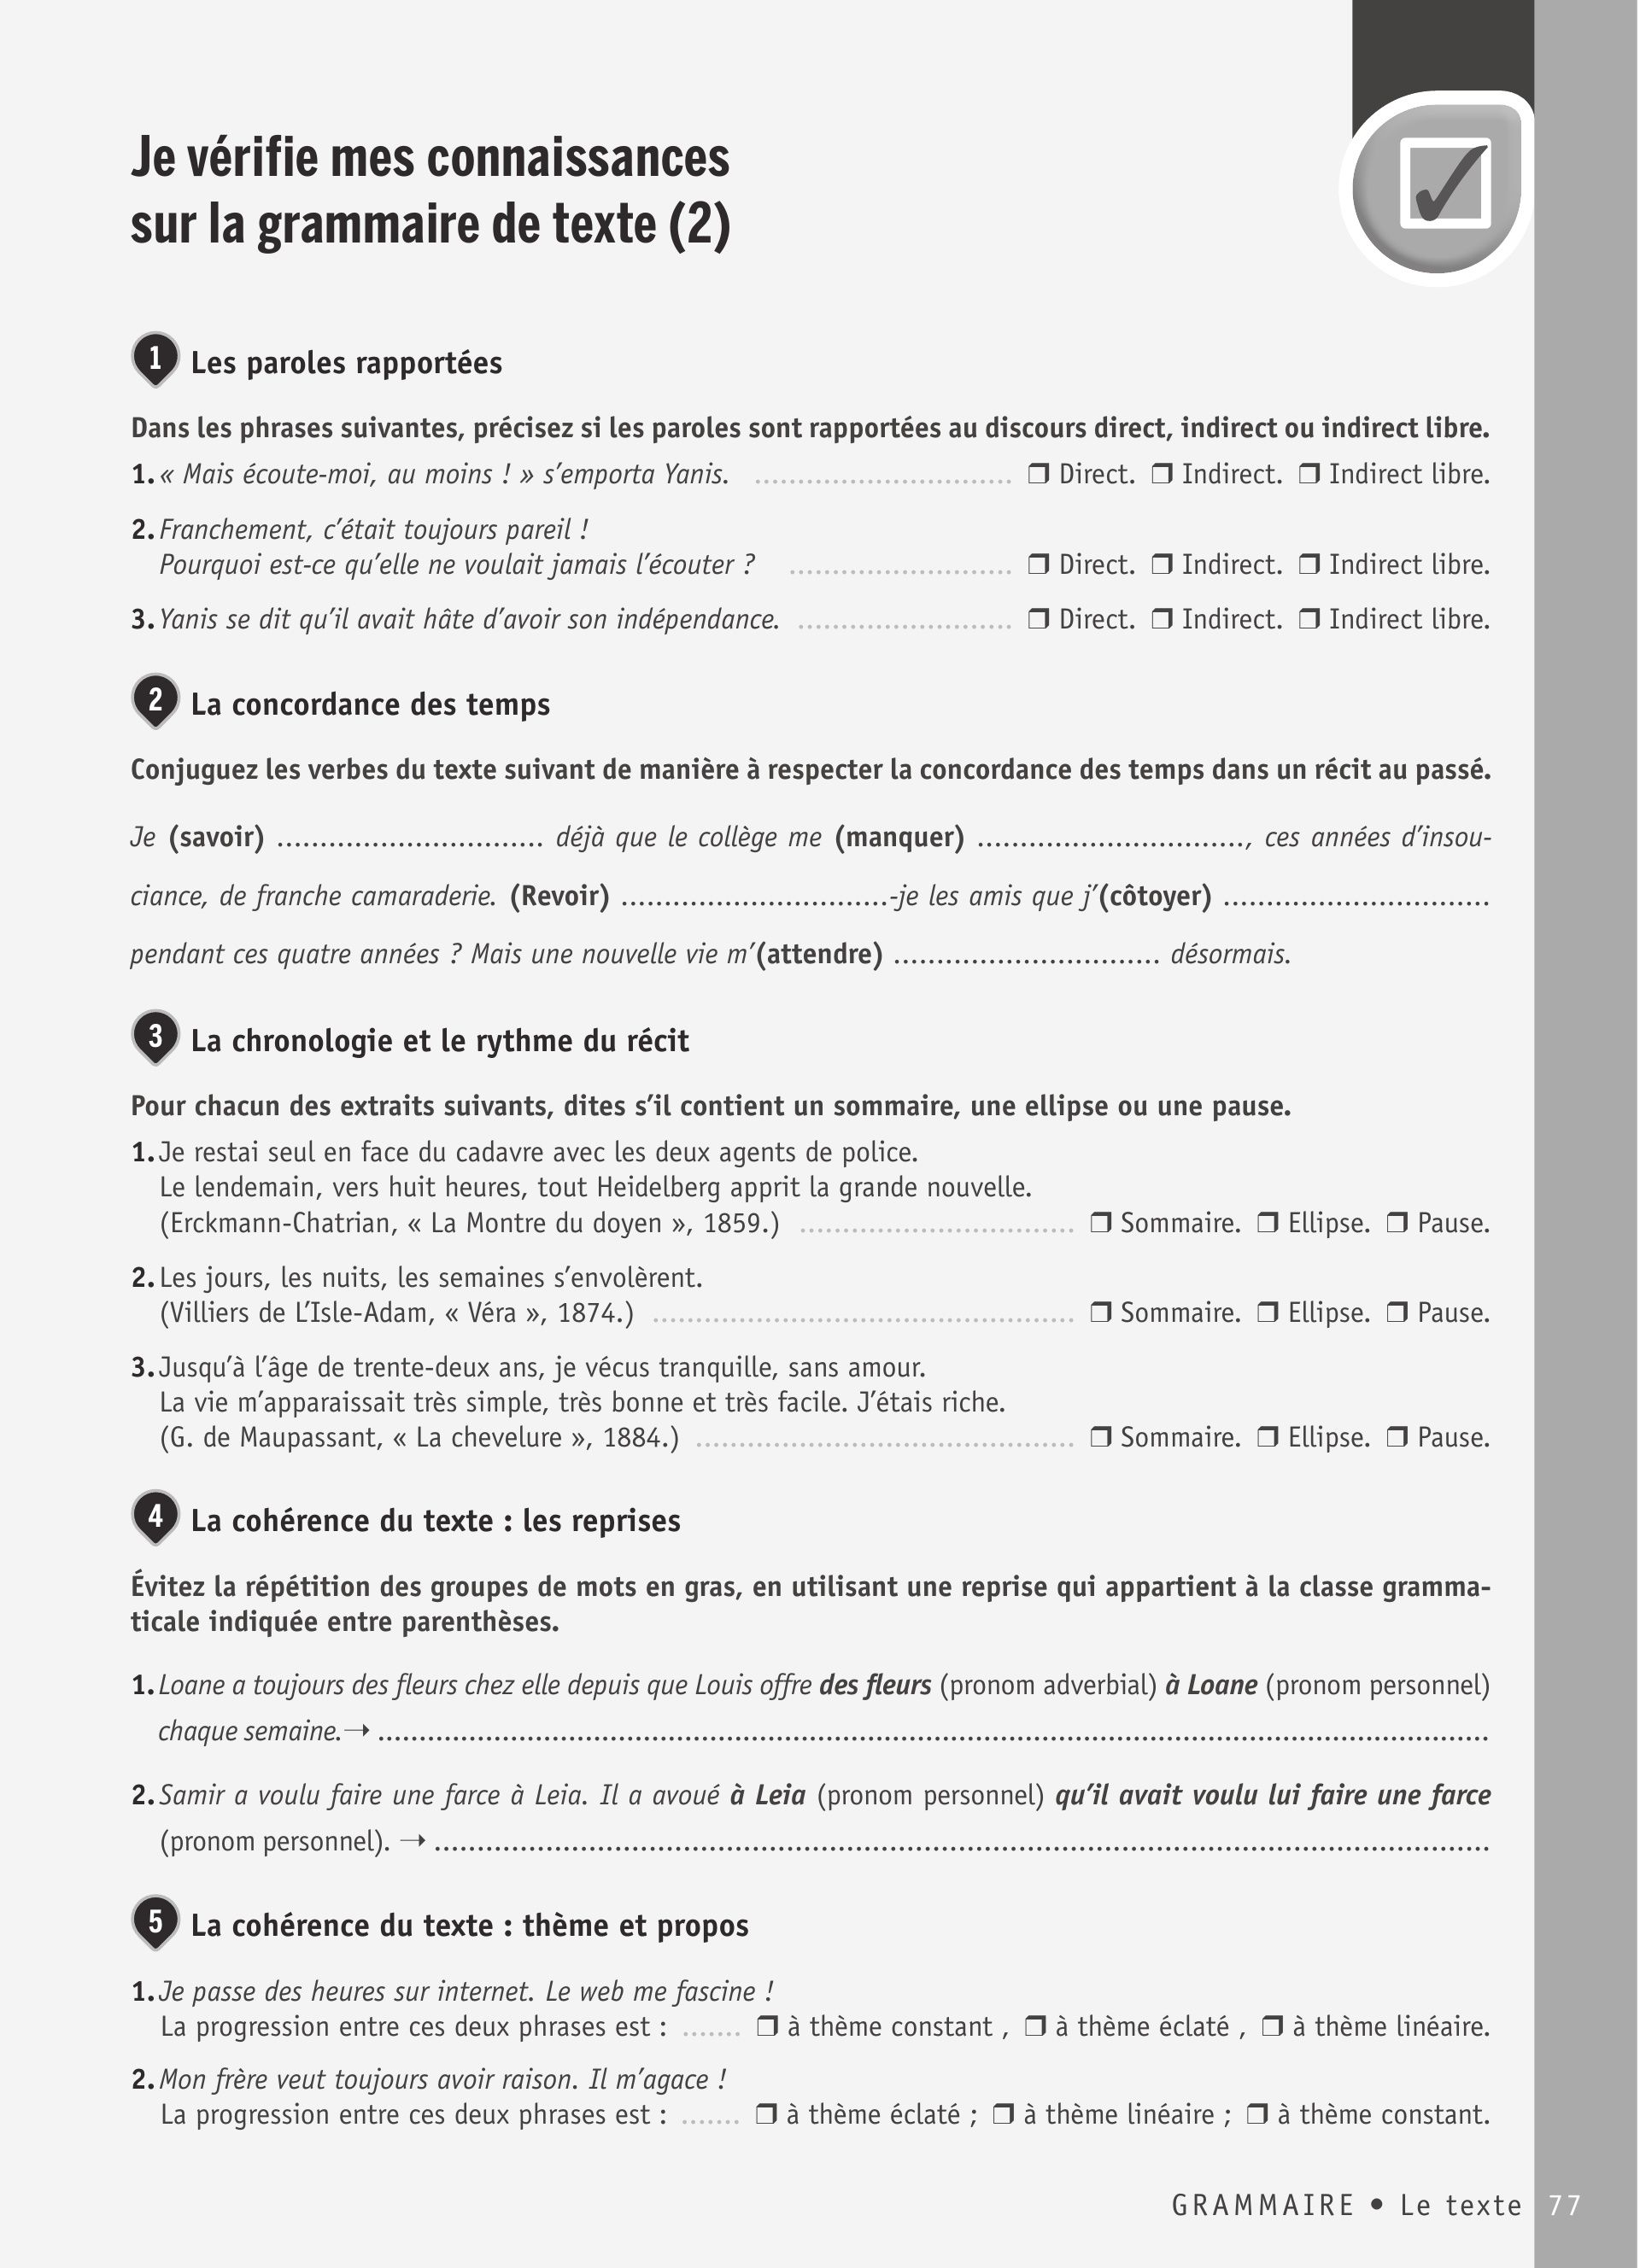 Je vérifie mes connaissances
sur la grammaire de texte (2)
1 Les paroles rapportées
Dans les phrases suivantes, précisez si les paroles sont rapportées au discours direct, indirect ou indirect libre.
1. « Mais écoute-moi, au moins ! » s’emporta Yanis. .............................. ❒ Direct. ❒ Indirect. ❒ Indirect libre.
2. Franchement, c’était toujours pareil !
Pourquoi est-ce qu’elle ne voulait jamais l’écouter ? .......................... ❒ Direct. ❒ Indirect. ❒ Indirect libre.
3. Yanis se dit qu’il avait hâte d’avoir son indépendance. ......................... ❒ Direct. ❒ Indirect. ❒ Indirect libre.
2 La concordance des temps
Conjuguez les verbes du texte suivant de manière à respecter la concordance des temps dans un récit au passé.
Je (savoir) ............................... déjà que le collège me (manquer) ..............................., ces années d’insou-
ciance, de franche camaraderie. (Revoir) ...............................-je les amis que j’(côtoyer) ...............................
pendant ces quatre années ? Mais une nouvelle vie m’(attendre) ............................... désormais.
3 La chronologie et le rythme du récit
Pour chacun des extraits suivants, dites s’il contient un sommaire, une ellipse ou une pause.
1. Je restai seul en face du cadavre avec les deux agents de police.
Le lendemain, vers huit heures, tout Heidelberg apprit la grande nouvelle.
(Erckmann-Chatrian, « La Montre du doyen », 1859.) ................................ ❒ Sommaire. ❒ Ellipse. ❒ Pause.
2. Les jours, les nuits, les semaines s’envolèrent.
(Villiers de L’Isle-Adam, « Véra », 1874.) ................................................. ❒ Sommaire. ❒ Ellipse. ❒ Pause.
3. Jusqu’à l’âge de trente-deux ans, je vécus tranquille, sans amour.
La vie m’apparaissait très simple, très bonne et très facile. J’étais riche.
(G. de Maupassant, « La chevelure », 1884.) ............................................ ❒ Sommaire. ❒ Ellipse. ❒ Pause.
4 La cohérence du texte : les reprises
Évitez la répétition des groupes de mots en gras, en utilisant une reprise qui appartient à la classe gramma-
ticale indiquée entre parenthèses.
1. Loane a toujours des fleurs chez elle depuis que Louis offre des fleurs (pronom adverbial) à Loane (pronom personnel)
chaque semaine.→ ..................................................................................................................................
2. Samir a voulu faire une farce à Leia. Il a avoué à Leia (pronom personnel) qu’il avait voulu lui faire une farce
(pronom personnel). → ...........................................................................................................................
5 La cohérence du texte : thème et propos
1. Je passe des heures sur internet. Le web me fascine !
La progression entre ces deux phrases est : ....... ❒ à thème constant , ❒ à thème éclaté , ❒ à thème linéaire.
2. Mon frère veut toujours avoir raison. Il m’agace !
La progression entre ces deux phrases est : ....... ❒ à thème éclaté ; ❒ à thème linéaire ; ❒ à thème constant.
GRAMMAIRE • Le texte 77